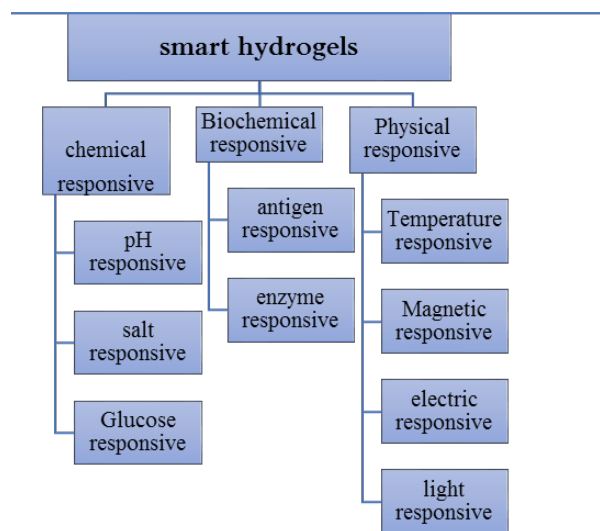 smart hydrogels
chemical
responsive
pH
responsive
salt
responsive
Glucose
responsive
Biochemical
responsive
antigen
responsive
enzyme
responsive
Physical
responsive
Temperature
responsive
Magnetic
responsive
electric
responsive
light
responsive